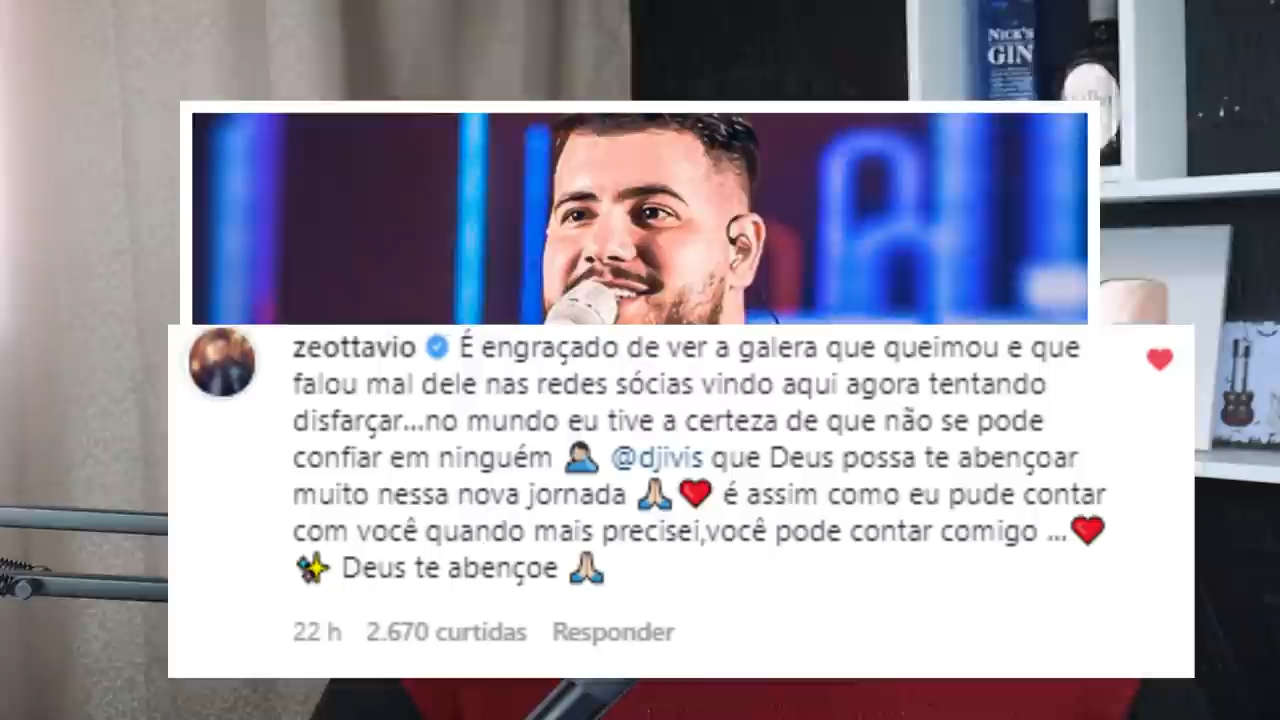 NICK'S
GIN
zeottavio É engraçado de ver a galera que queimou e que
falou mal dele nas redes sócias vindo aqui agora tentando
disfarçar...no mundo eu tive a certeza de que não se pode
confiar em ninguém 🤦🏻‍♂️ @djivis que Deus possa te abençoar
muito nessa nova jornada 🙏🏻❤️ é assim como eu pude contar
com você quando mais precisei,você pode contar comigo ...❤️
✨ Deus te abençoe 🙏🏻
22 h 2.670 curtidas Responder